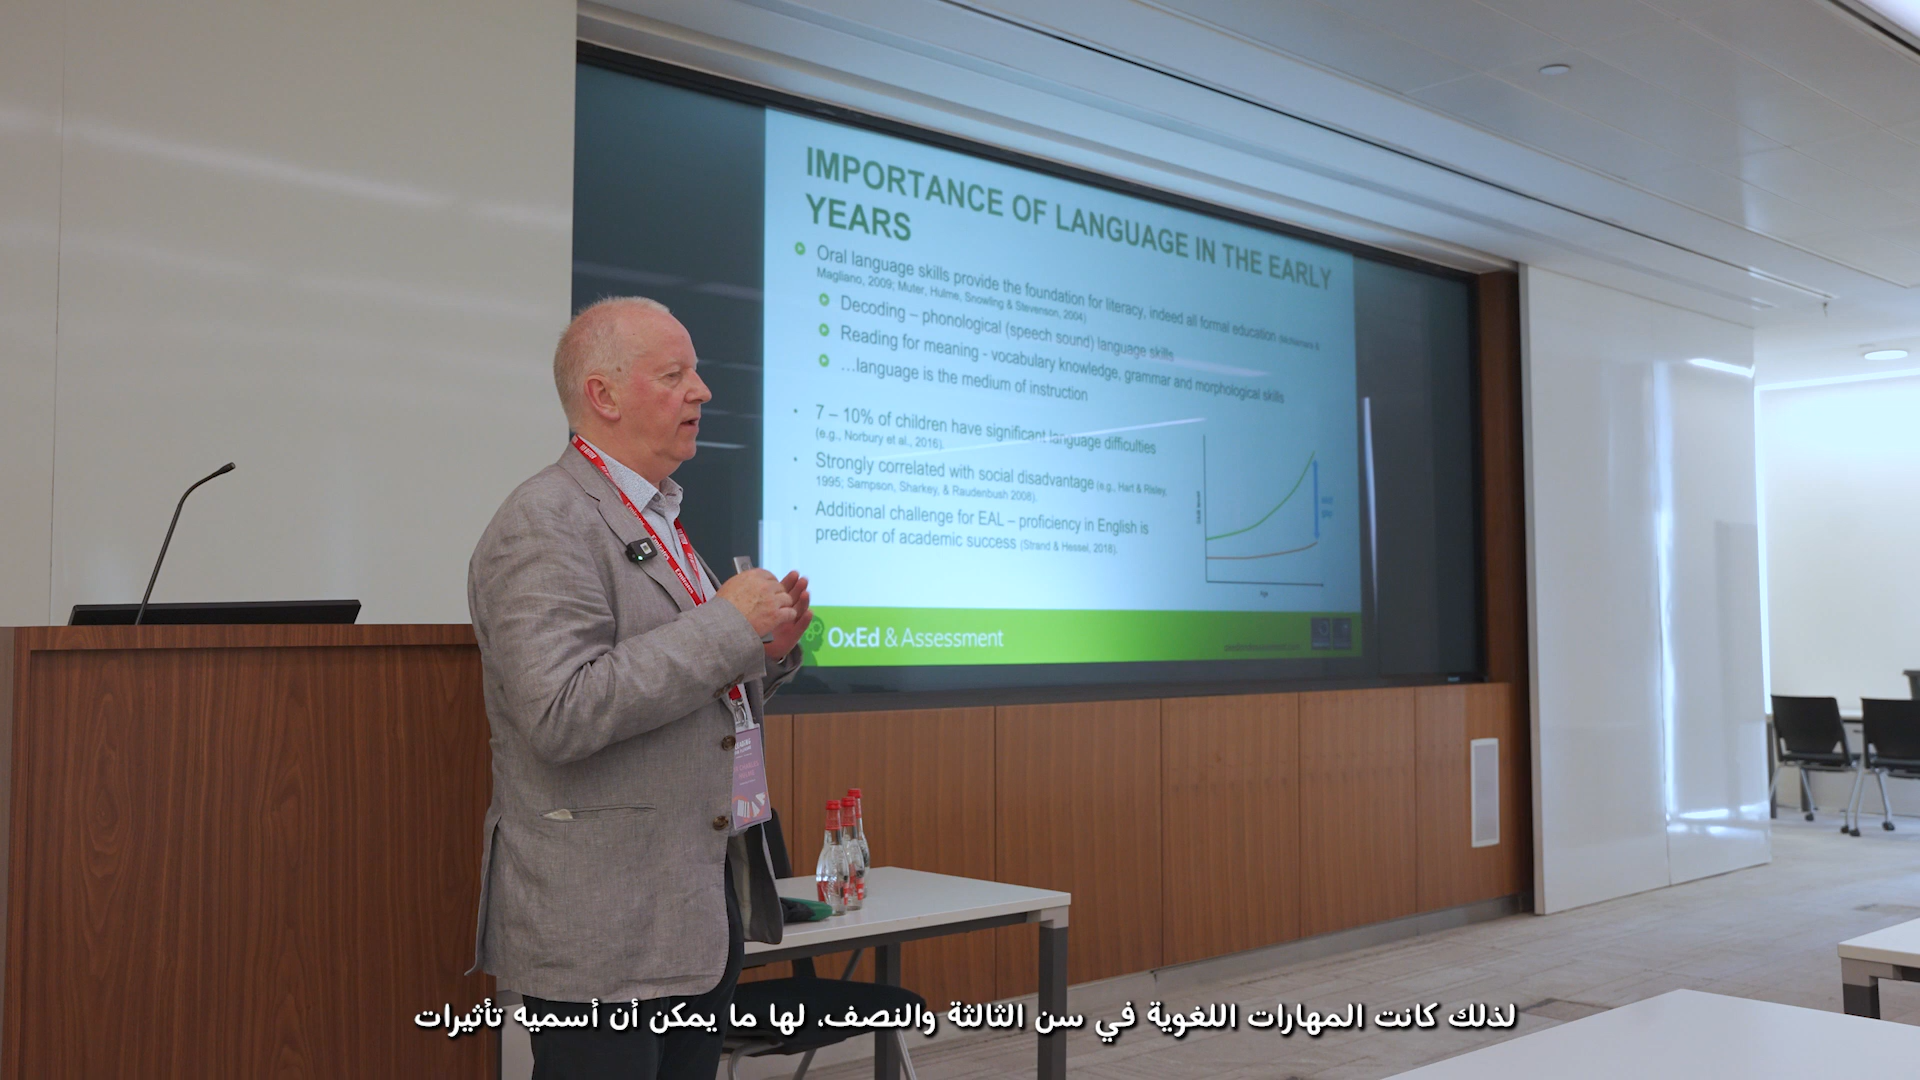 IMPORTANCE OF LANGUAGE IN THE EARLY
YEARS
Oral language skills provide the foundation for literacy, indeed all formal education (McNamara &
Magliano, 2009; Muter, Hulme, Snowling & Stevenson, 2004)
Decoding – phonological (speech sound) language skills
Reading for meaning - vocabulary knowledge, grammar and morphological skills
…language is the medium of instruction
7 – 10% of children have significant language difficulties
(e.g., Norbury et al., 2016).
Strongly correlated with social disadvantage (e.g., Hart & Risley,
1995; Sampson, Sharkey, & Raudenbush 2008).
Additional challenge for EAL – proficiency in English is
predictor of academic success (Strand & Hessel, 2018).
Age
OxEd & Assessment
Emirates
لذلك كانت المهارات اللغوية في سن الثالثة والنصف، لها ما يمكن أن أسميه تأثيرات